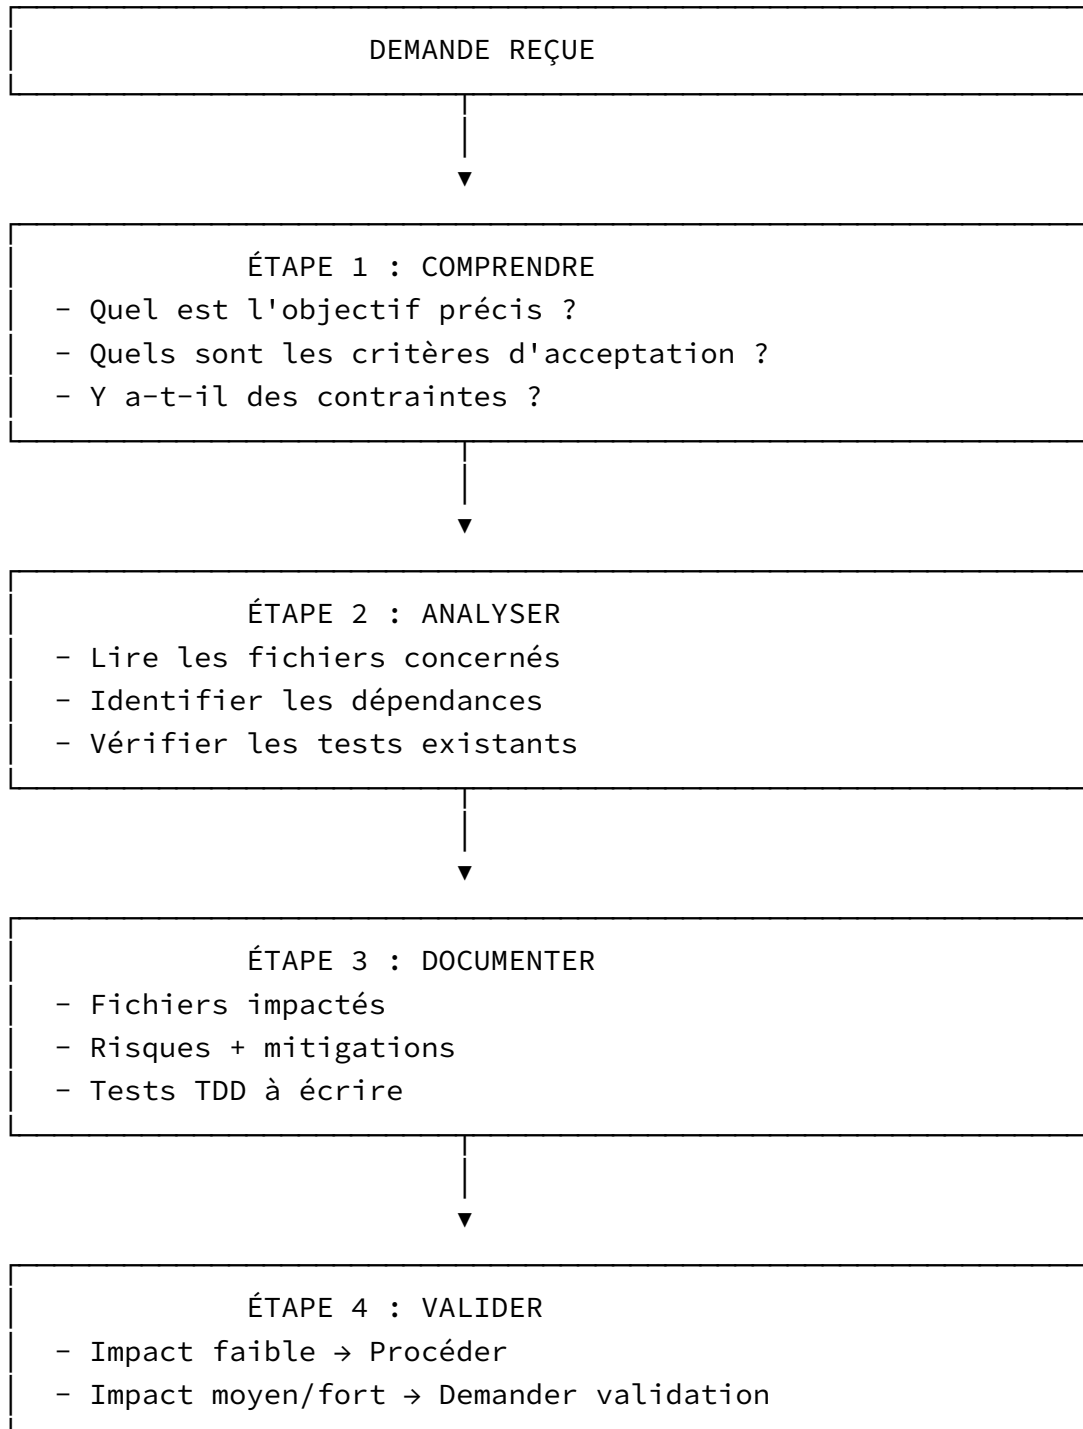 DEMANDE REÇUE
▼
ÉTAPE 1 : COMPRENDRE
- Quel est l'objectif précis ?
- Quels sont les critères d'acceptation ?
- Y a-t-il des contraintes ?
▼
ÉTAPE 2 : ANALYSER
- Lire les fichiers concernés
- Identifier les dépendances
- Vérifier les tests existants
▼
ÉTAPE 3 : DOCUMENTER
- Fichiers impactés
- Risques + mitigations
- Tests TDD à écrire
▼
ÉTAPE 4 : VALIDER
- Impact faible → Procéder
- Impact moyen/fort → Demander validation